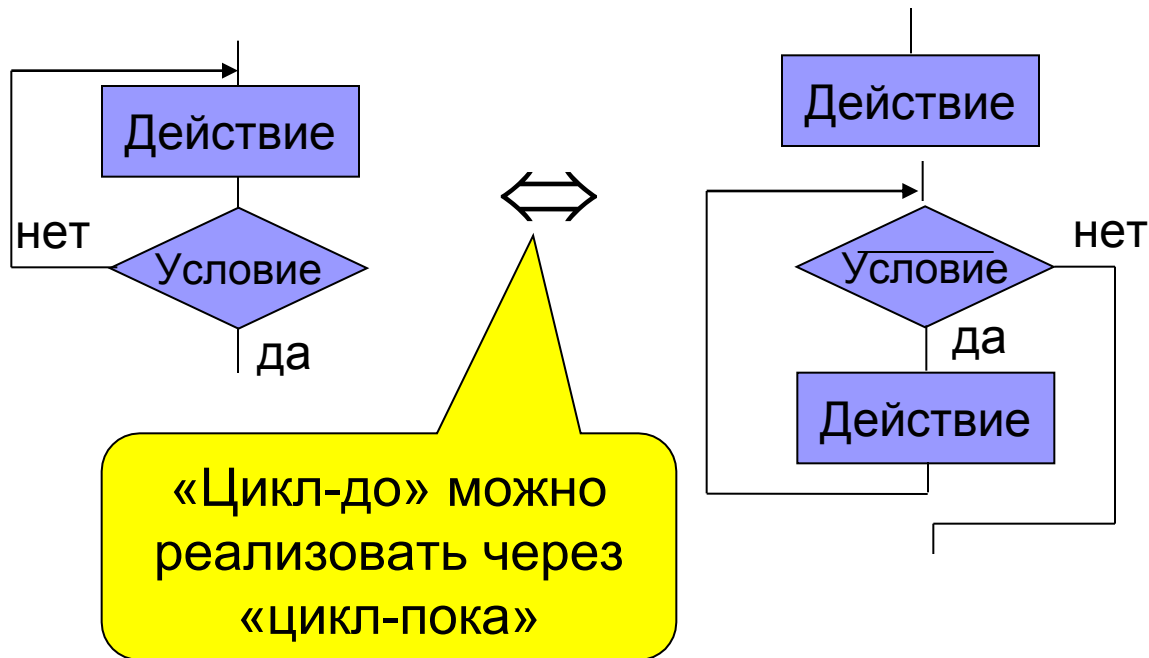 Действие
нет
Условие
да
Действие
Условие
нет
да
Действие
«Цикл-до» можно
реализовать через
«цикл-пока»